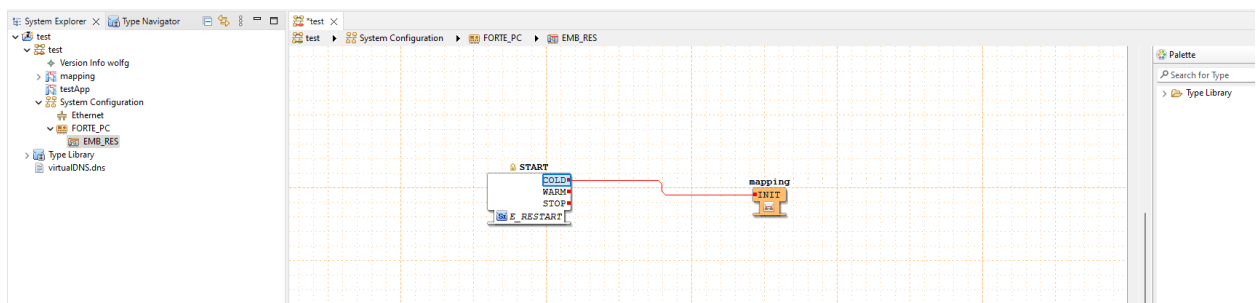 System Explorer
Type Navigator
test
test
Version Info wolfg
mapping
testApp
System Configuration
Ethernet
FORTE_PC
EMB_RES
Type Library
virtualDNS.dns
*test
test
System Configuration
FORTE_PC
EMB_RES
START
COLD
WARM
STOP
E_RESTART
mapping
INIT
Palette
Search for Type
Type Library